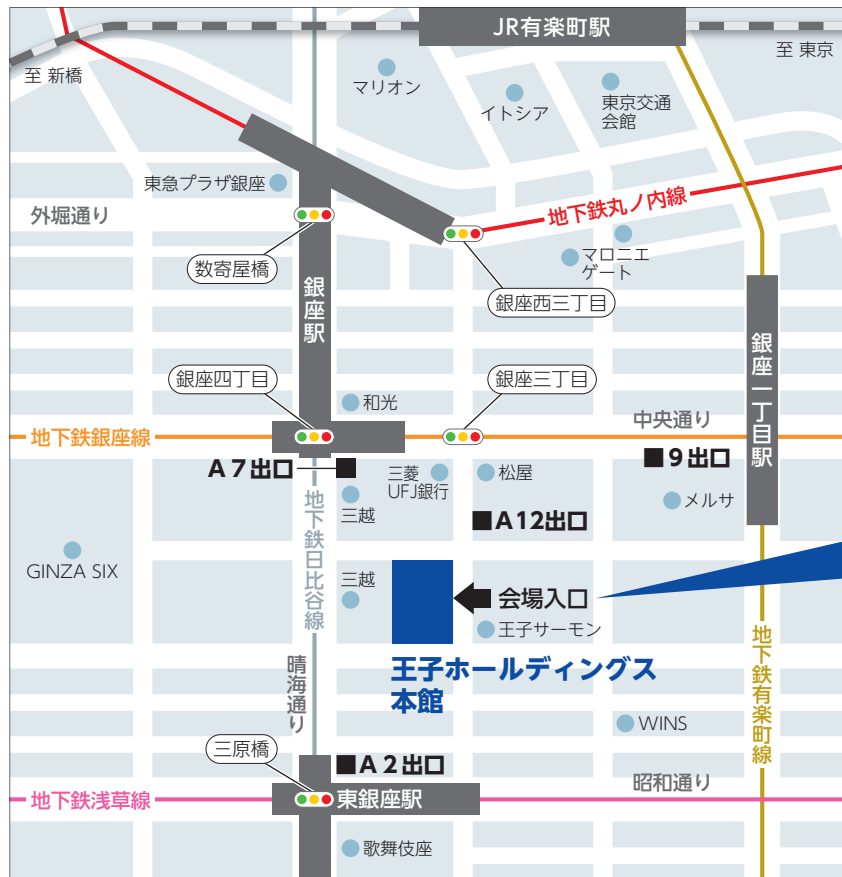 JR有楽町駅
至 新橋
至 東京
マリオン
イトシア
東京交通
会館
東急プラザ銀座
外堀通り
地下鉄丸ノ内線
数寄屋橋
マロニエ
ゲート
銀座西三丁目
銀座駅
銀座一丁目駅
銀座四丁目
銀座三丁目
和光
中央通り
地下鉄銀座線
A7出口
三菱
UFJ銀行
松屋
■9出口
三越
メルサ
■A12出口
地下鉄日比谷線
GINZA SIX
三越
会場入口
王子サーモン
王子ホールディングス
本館
地下鉄有楽町線
晴海通り
WINS
三原橋
■A2出口
昭和通り
地下鉄浅草線
東銀座駅
歌舞伎座